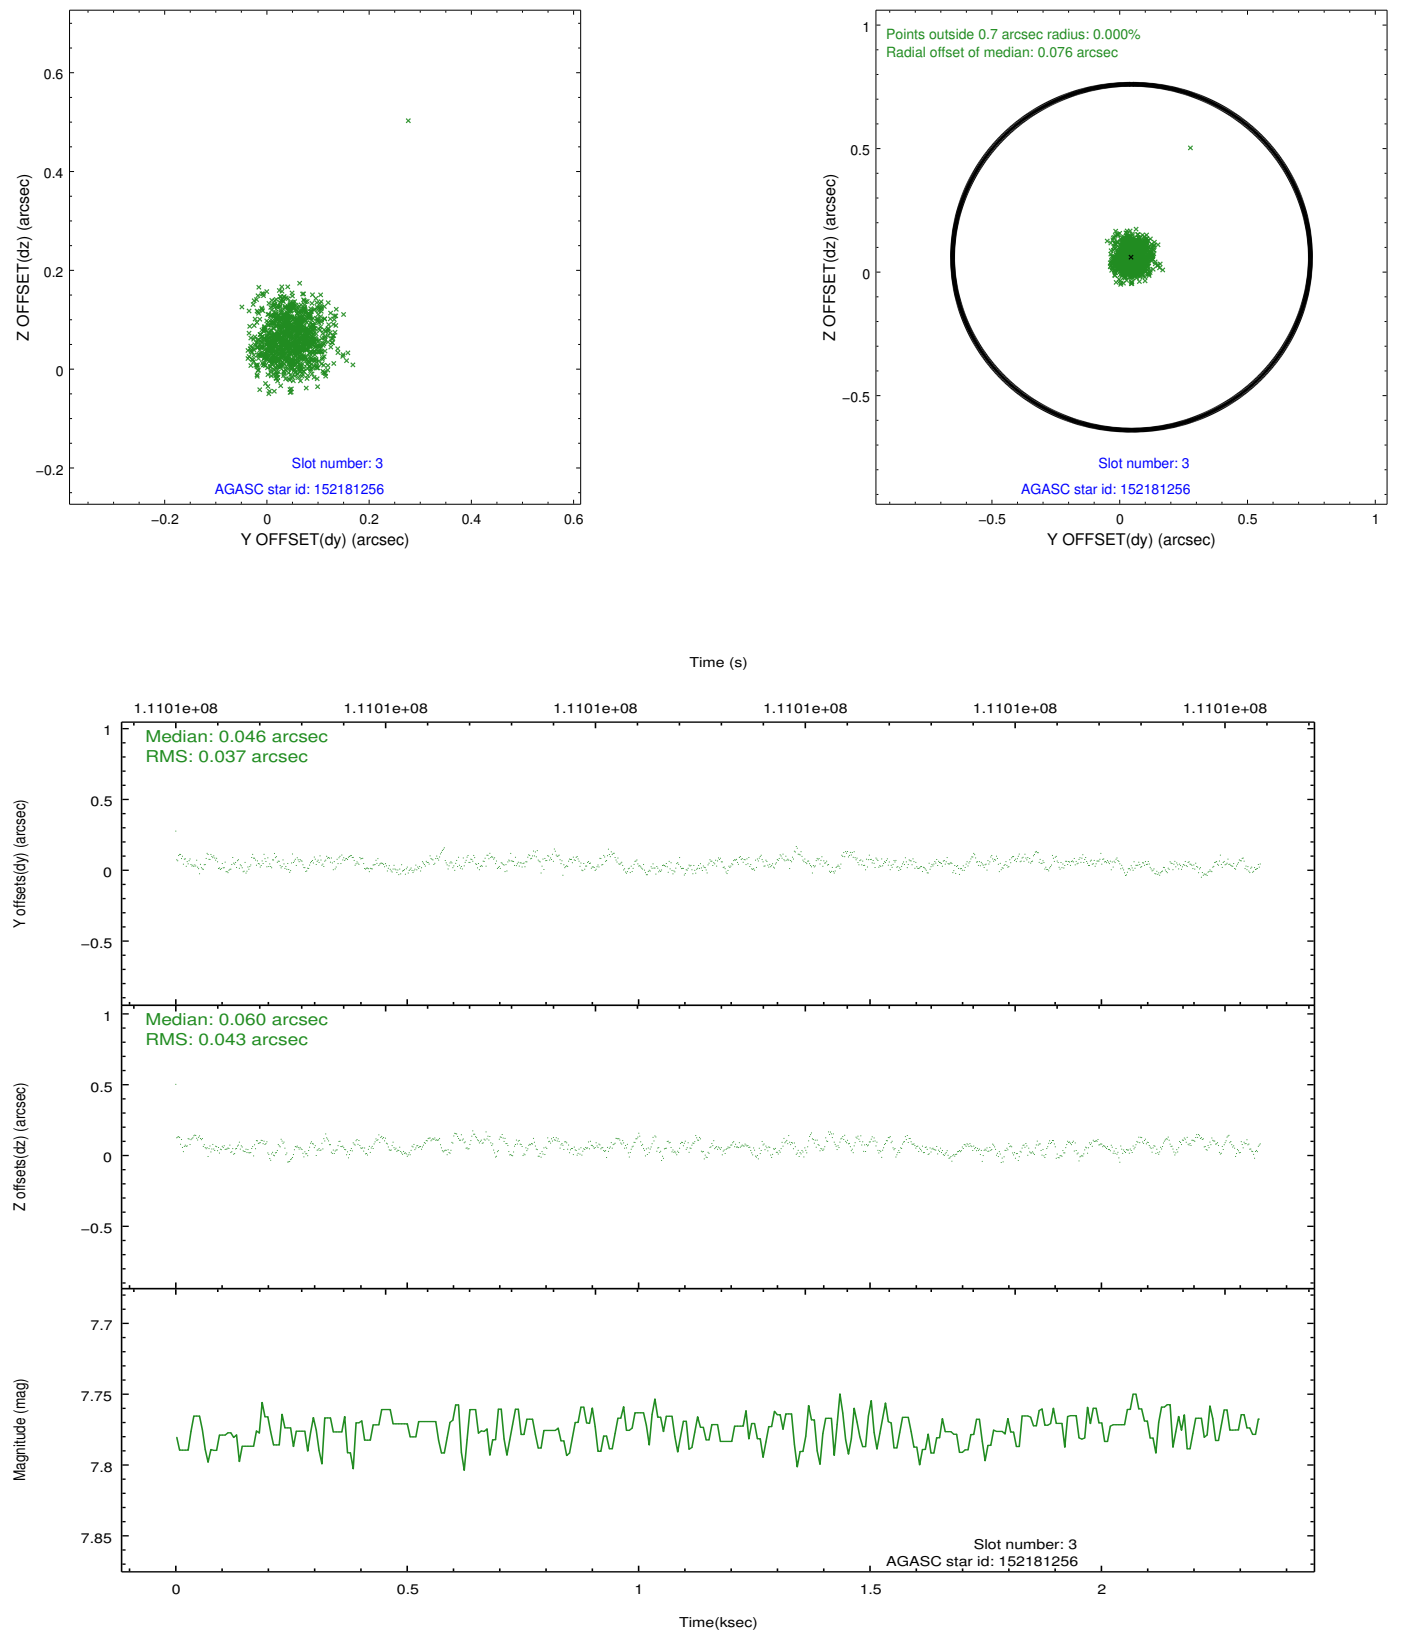 0.6
0.4
0.2
0
−0.2
Z OFFSET(dz) (arcsec)
Slot number: 3
AGASC star id: 152181256
−0.2 0 0.2 0.4 0.6
Y OFFSET(dy) (arcsec)
Points outside 0.7 arcsec radius: 0.000%
Radial offset of median: 0.076 arcsec
1
0.5
0
−0.5
Z OFFSET(dz) (arcsec)
Slot number: 3
AGASC star id: 152181256
−0.5 0 0.5 1
Y OFFSET(dy) (arcsec)
Time (s)
1.1101e+08 1.1101e+08 1.1101e+08 1.1101e+08 1.1101e+08 1.1101e+08
Median: 0.046 arcsec
RMS: 0.037 arcsec
1
0.5
0
−0.5
Y offsets(dy) (arcsec)
Median: 0.060 arcsec
RMS: 0.043 arcsec
1
0.5
0
−0.5
Z offsets(dz) (arcsec)
7.7
7.75
7.8
7.85
Magnitude (mag)
Slot number: 3
AGASC star id: 152181256
0 0.5 1 1.5 2
Time(ksec)